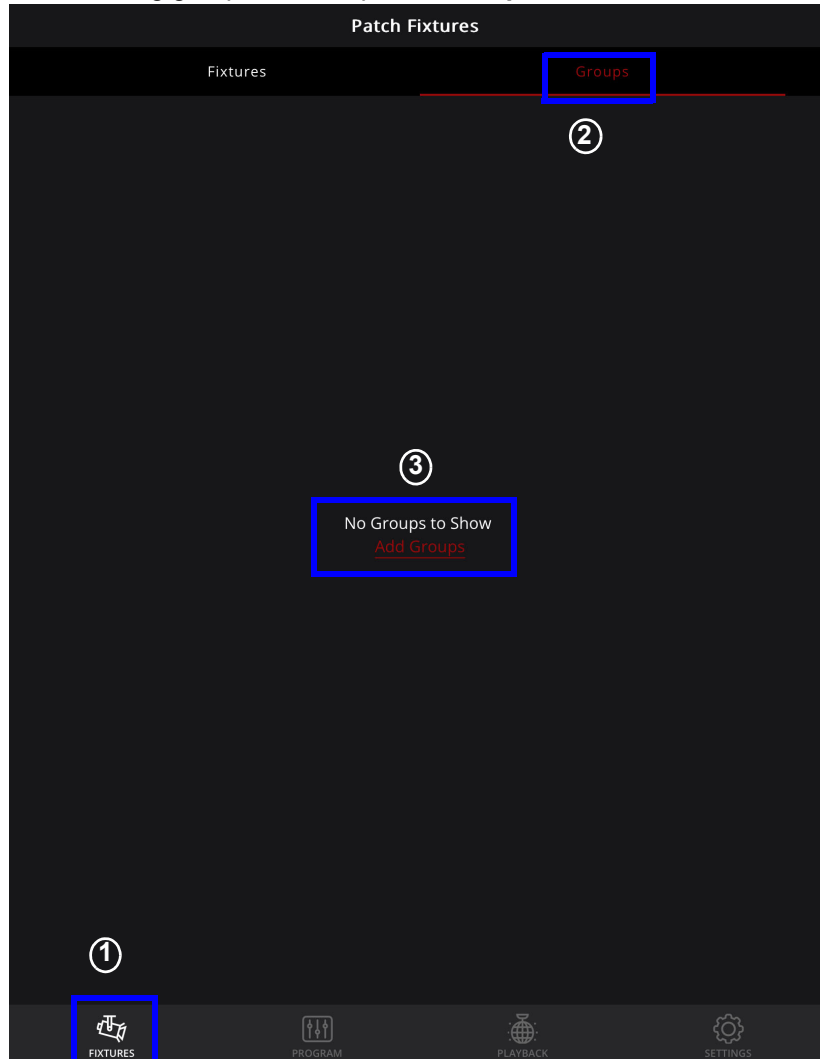 Patch Fixtures
Fixtures
Groups
2
3
No Groups to Show
Add Groups
1
FIXTURES
PROGRAM
PLAYBACK
SETTINGS